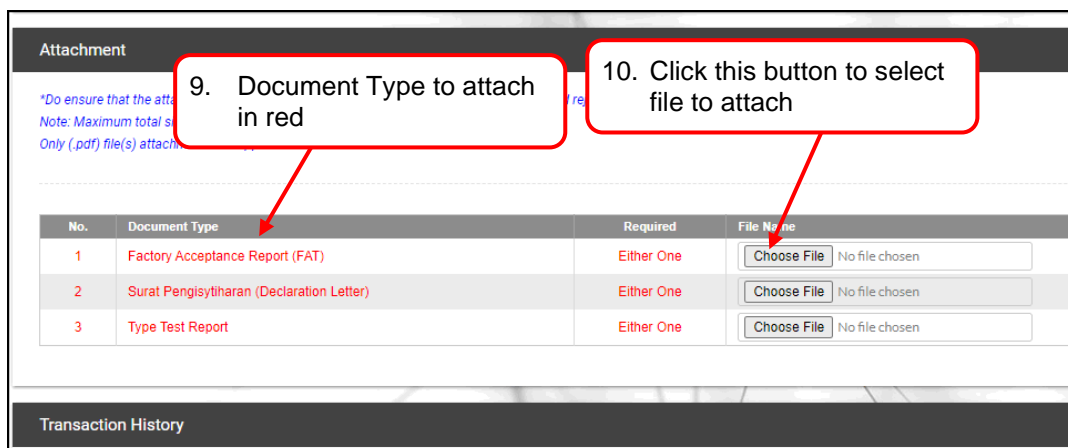 Attachment
9. Document Type to attach
in red
10. Click this button to select
file to attach
*Do ensure that the
Note: Maximum total
Only (.pdf) file(s)
No. Document Type Required File Name
1 Factory Acceptance Report (FAT) Either One Choose File No file chosen
2 Surat Pengisytiharan (Declaration Letter) Either One Choose File No file chosen
3 Type Test Report Either One Choose File No file chosen
Transaction History